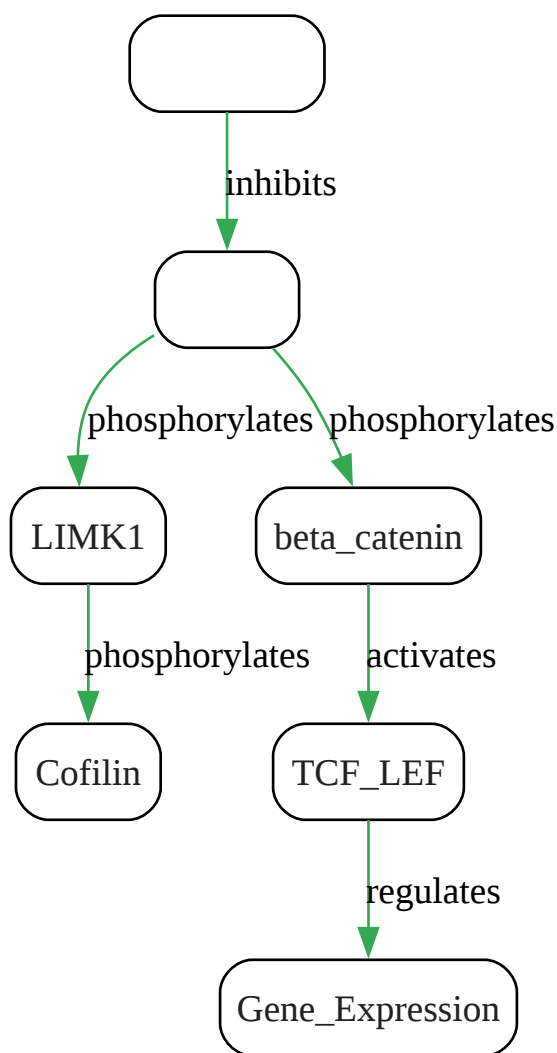 inhibits
phosphorylates phosphorylates
LIMK1 beta_catenin
phosphorylates activates
Cofilin TCF_LEF
regulates
Gene_Expression